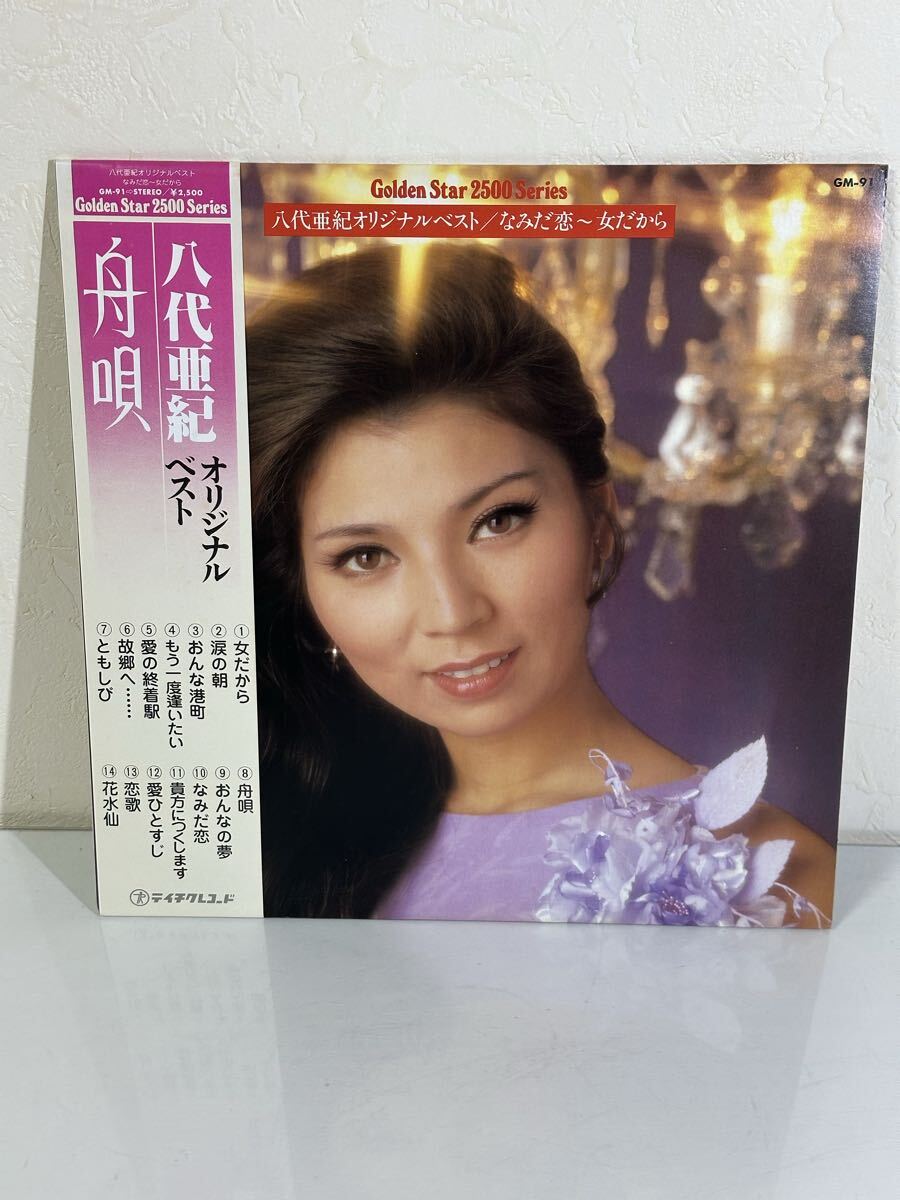 八代亜紀オリジナルベスト
なみだ恋〜女だから
GM-91⇨STEREO/¥2,500
Golden Star 2500 Series
八代亜紀
オリジナル
ベスト
舟唄
①女だから
②涙の朝
③おんな港町
④もう一度逢いたい
⑤愛の終着駅
⑥故郷へ……
⑦ともしび
⑧舟唄
⑨おんなの夢
⑩なみだ恋
⑪貴方につくします
⑫愛ひとすじ
⑬恋歌
⑭花水仙
テイチクレコード
Golden Star 2500 Series
八代亜紀オリジナルベスト/なみだ恋〜女だから
GM-91